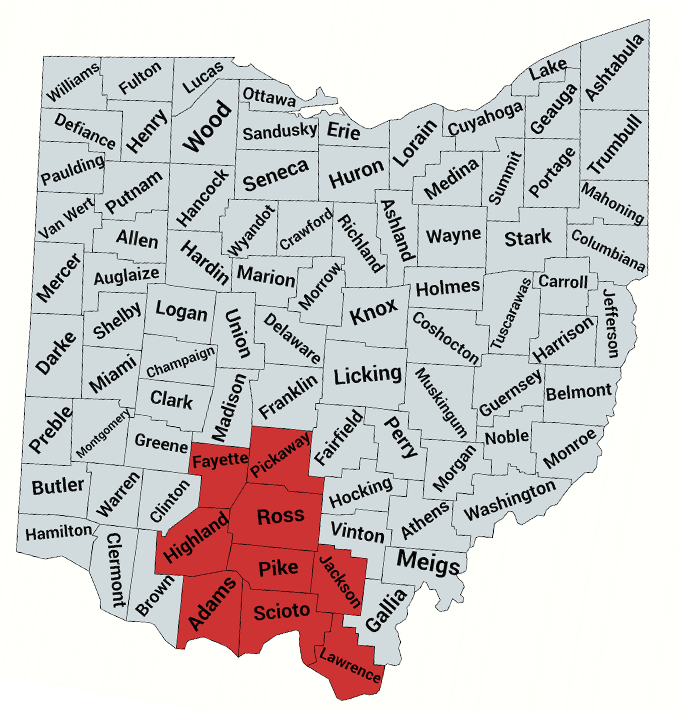 Williams
Fulton
Lucas
Ottawa
Lake
Ashtabula
Defiance
Henry
Wood
Sandusky
Erie
Lorain
Cuyahoga
Geauga
Trumbull
Paulding
Putnam
Hancock
Seneca
Huron
Medina
Summit
Portage
Mahoning
Van Wert
Allen
Hardin
Wyandot
Crawford
Richland
Ashland
Wayne
Stark
Columbiana
Mercer
Auglaize
Marion
Morrow
Knox
Holmes
Tuscarawas
Carroll
Jefferson
Darke
Shelby
Logan
Union
Delaware
Coshocton
Harrison
Miami
Champaign
Licking
Muskingum
Guernsey
Belmont
Preble
Montgomery
Clark
Madison
Franklin
Fairfield
Perry
Noble
Monroe
Greene
Fayette
Pickaway
Morgan
Butler
Warren
Clinton
Ross
Hocking
Athens
Washington
Hamilton
Clermont
Brown
Highland
Pike
Vinton
Meigs
Adams
Scioto
Jackson
Gallia
Lawrence